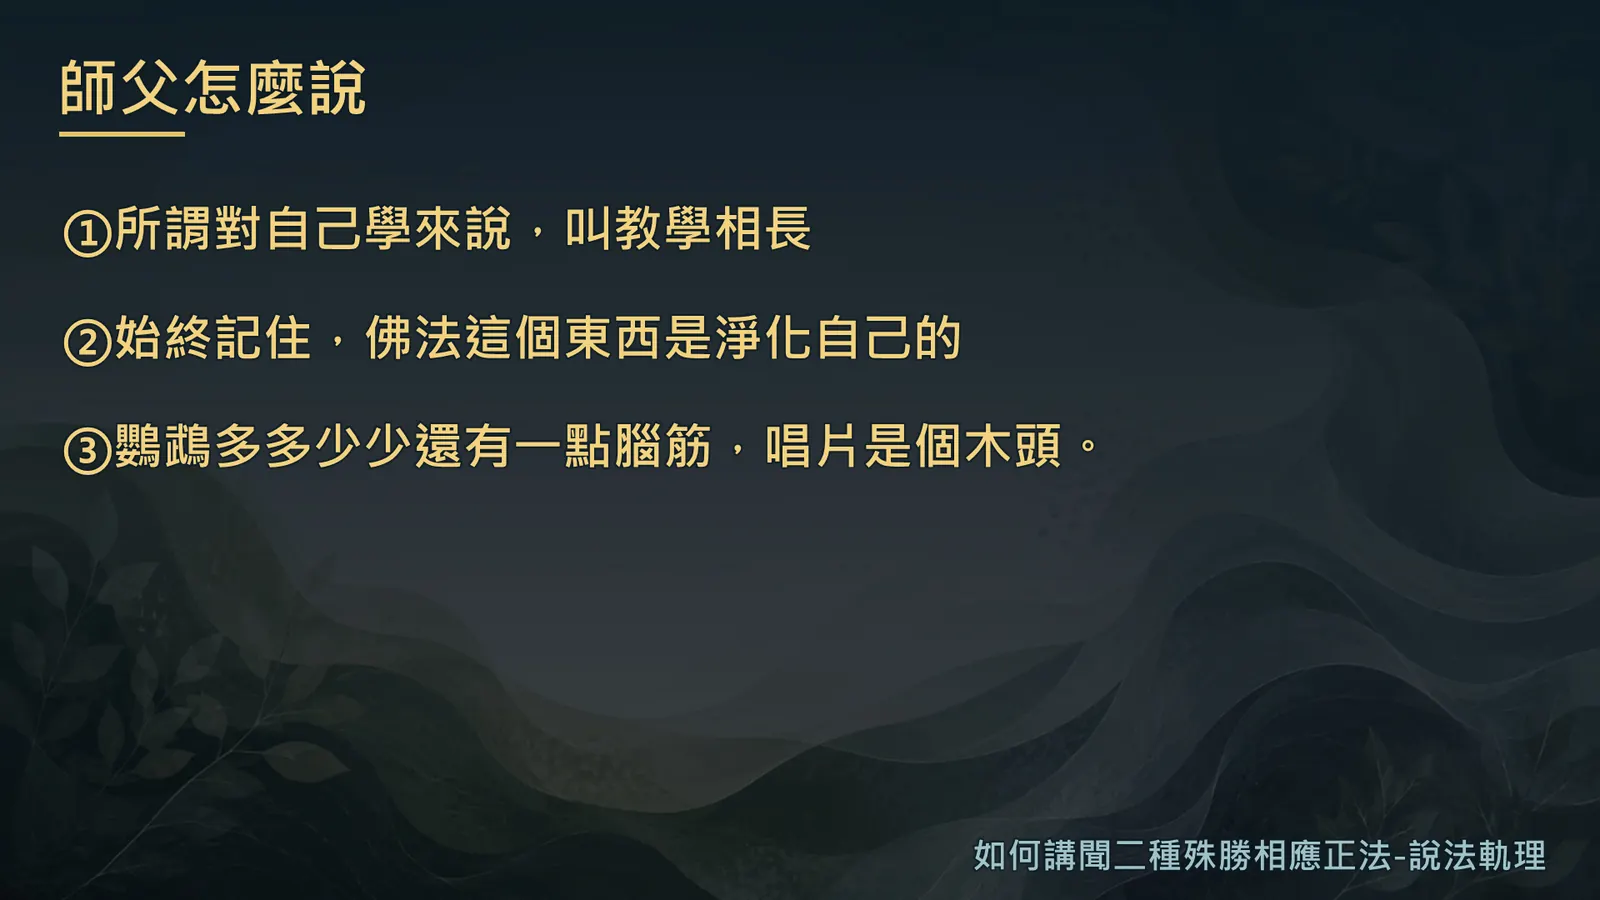 師父怎麼說
①所謂對自己學來說，叫教學相長
②始終記住，佛法這個東西是淨化自己的
③鸚鵡多多少少還有一點腦筋，唱片是個木頭。
如何講聞二種殊勝相應正法-說法軌理